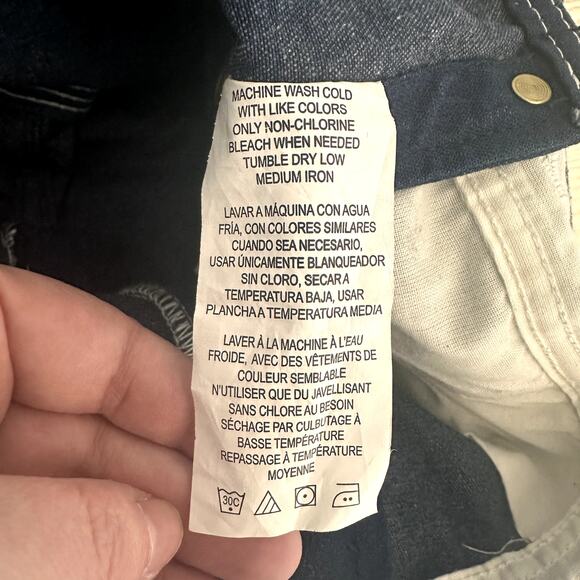 MACHINE WASH COLD
WITH LIKE COLORS
ONLY NON-CHLORINE
BLEACH WHEN NEEDED
TUMBLE DRY LOW
MEDIUM IRON
LAVAR A MÁQUINA CON AGUA
FRÍA, CON COLORES SIMILARES
CUANDO SEA NECESARIO,
USAR ÚNICAMENTE BLANQUEADOR
SIN CLORO, SECAR A
TEMPERATURA BAJA, USAR
PLANCHA A TEMPERATURA MEDIA
LAVER À LA MACHINE À L'EAU
FROIDE, AVEC DES VÊTEMENTS DE
COULEUR SEMBLABLE
N'UTILISER QUE DU JAVELLISANT
SANS CHLORE AU BESOIN
SÉCHAGE PAR CULBUTAGE À
BASSE TEMPÉRATURE
REPASSAGE À TEMPÉRATURE
MOYENNE
30C